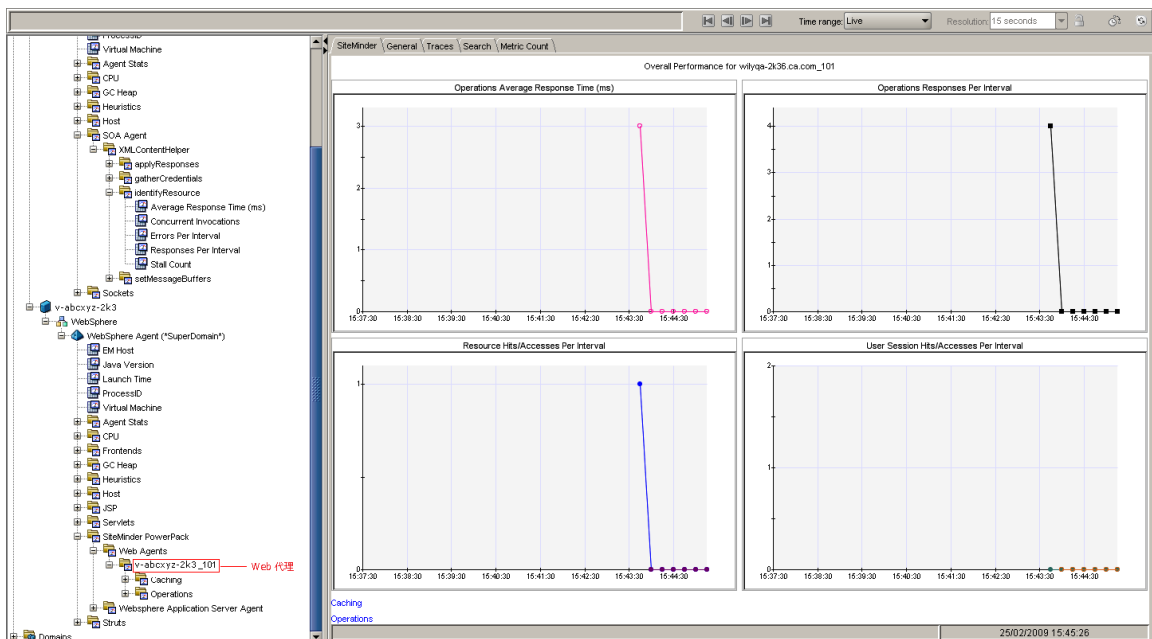 Time range: Live
Resolution: 15 seconds
ProcessID
Virtual Machine
Agent Stats
CPU
GC Heap
Heuristics
Host
SOA Agent
XMLContentHelper
applyResponses
gatherCredentials
identifyResource
Average Response Time (ms)
Concurrent Invocations
Errors Per Interval
Responses Per Interval
Stall Count
setMessageBuffers
Sockets
v-abcxyz-2k3
WebSphere
WebSphere Agent (*SuperDomain*)
EM Host
Java Version
Launch Time
ProcessID
Virtual Machine
Agent Stats
CPU
Frontends
GC Heap
Heuristics
Host
JSP
Servlets
SiteMinder PowerPack
Web Agents
v-abcxyz-2k3_101
Web 代理
Caching
Operations
Websphere Application Server Agent
Struts
Domains
SiteMinder General Traces Search Metric Count
Overall Performance for wilyqa-2k36.ca.com_101
Operations Average Response Time (ms)
3
2
1
0
15:37:30 15:38:30 15:39:30 15:40:30 15:41:30 15:42:30 15:43:30 15:44:30
Operations Responses Per Interval
4
3
2
1
0
15:37:30 15:38:30 15:39:30 15:40:30 15:41:30 15:42:30 15:43:30 15:44:30
Resource Hits/Accesses Per Interval
1
0
15:37:30 15:38:30 15:39:30 15:40:30 15:41:30 15:42:30 15:43:30 15:44:30
User Session Hits/Accesses Per Interval
2
1
0
15:37:30 15:38:30 15:39:30 15:40:30 15:41:30 15:42:30 15:43:30 15:44:30
Caching
Operations
25/02/2009 15:45:26